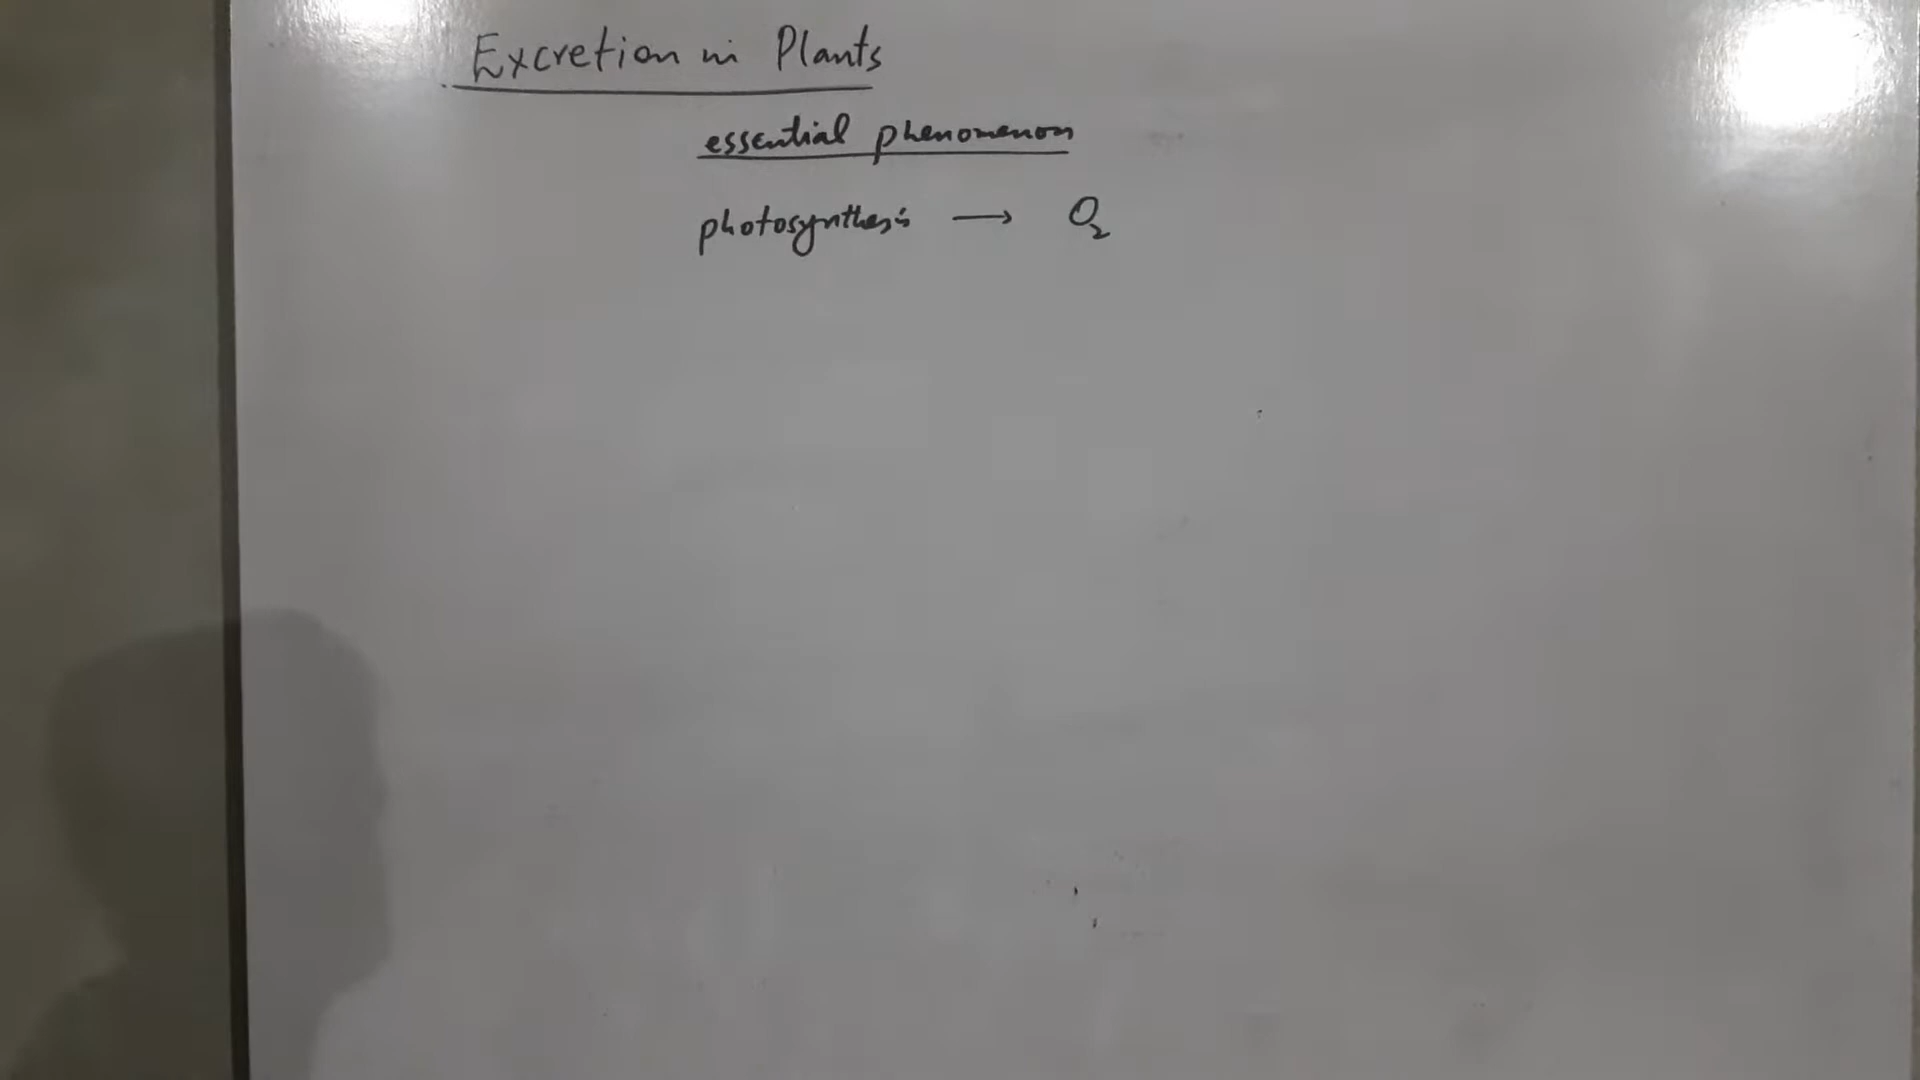 Excretion in Plants
essential phenomenon
photosynthesis → O₂